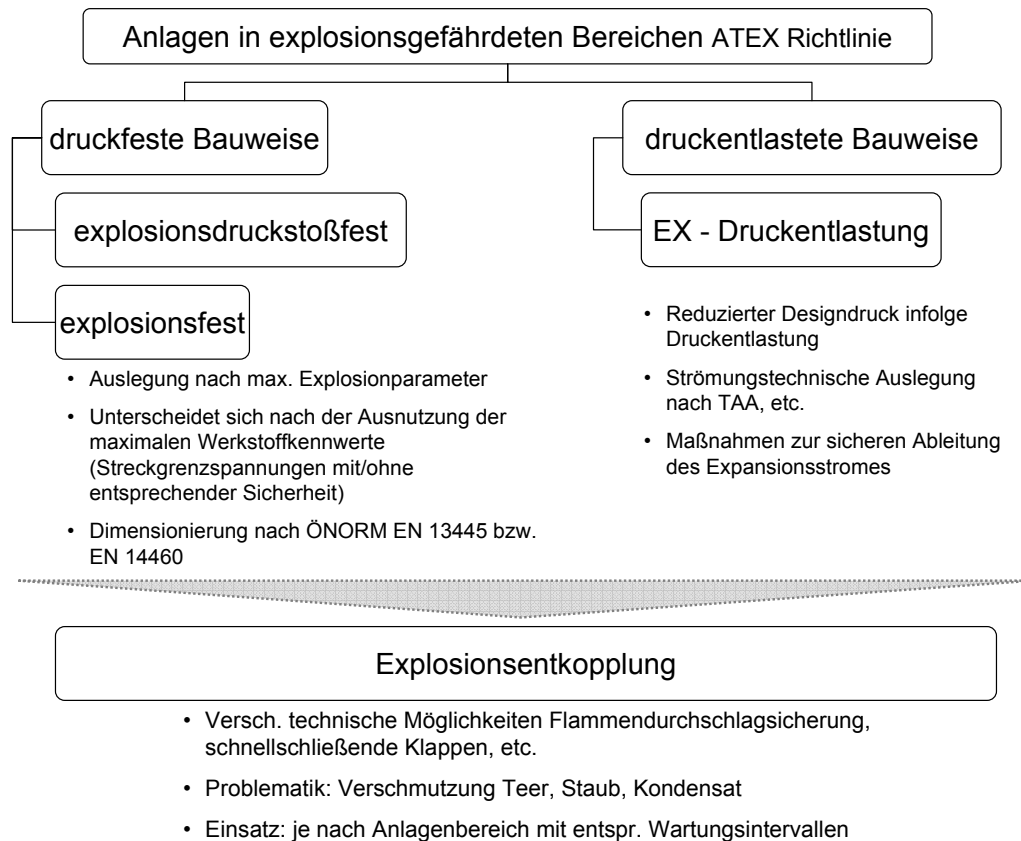 Anlagen in explosionsgefährdeten Bereichen ATEX Richtlinie
druckfeste Bauweise
explosionsdruckstoßfest
explosionsfest
• Auslegung nach max. Explosionparameter
• Unterscheidet sich nach der Ausnutzung der
maximalen Werkstoffkennwerte
(Streckgrenzspannungen mit/ohne
entsprechender Sicherheit)
• Dimensionierung nach ÖNORM EN 13445 bzw.
EN 14460
druckentlastete Bauweise
EX - Druckentlastung
• Reduzierter Designdruck infolge
Druckentlastung
• Strömungstechnische Auslegung
nach TAA, etc.
• Maßnahmen zur sicheren Ableitung
des Expansionsstromes
Explosionsentkopplung
• Versch. technische Möglichkeiten Flammendurchschlagsicherung,
schnellschließende Klappen, etc.
• Problematik: Verschmutzung Teer, Staub, Kondensat
• Einsatz: je nach Anlagenbereich mit entspr. Wartungsintervallen